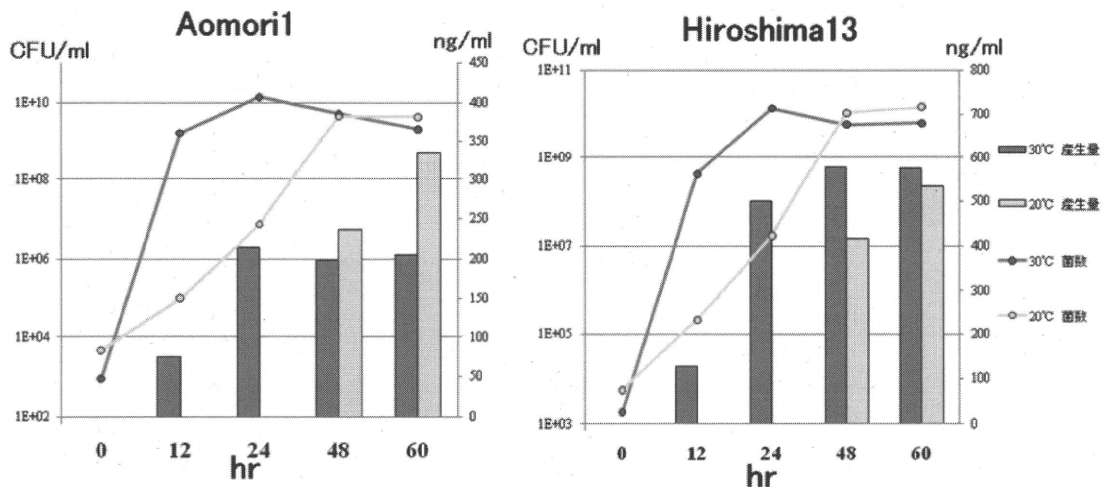 Aomori1
CFU/ml
ng/ml
1E+10
1E+08
1E+06
1E+04
1E+02
450
400
350
300
250
200
150
100
50
0
0 12 24 48 60
hr
Hiroshima13
CFU/ml
ng/ml
1E+11
1E+09
1E+07
1E+05
1E+03
800
700
600
500
400
300
200
100
0
0 12 24 48 60
hr
30℃ 産生量
20℃ 産生量
30℃ 菌数
20℃ 菌数